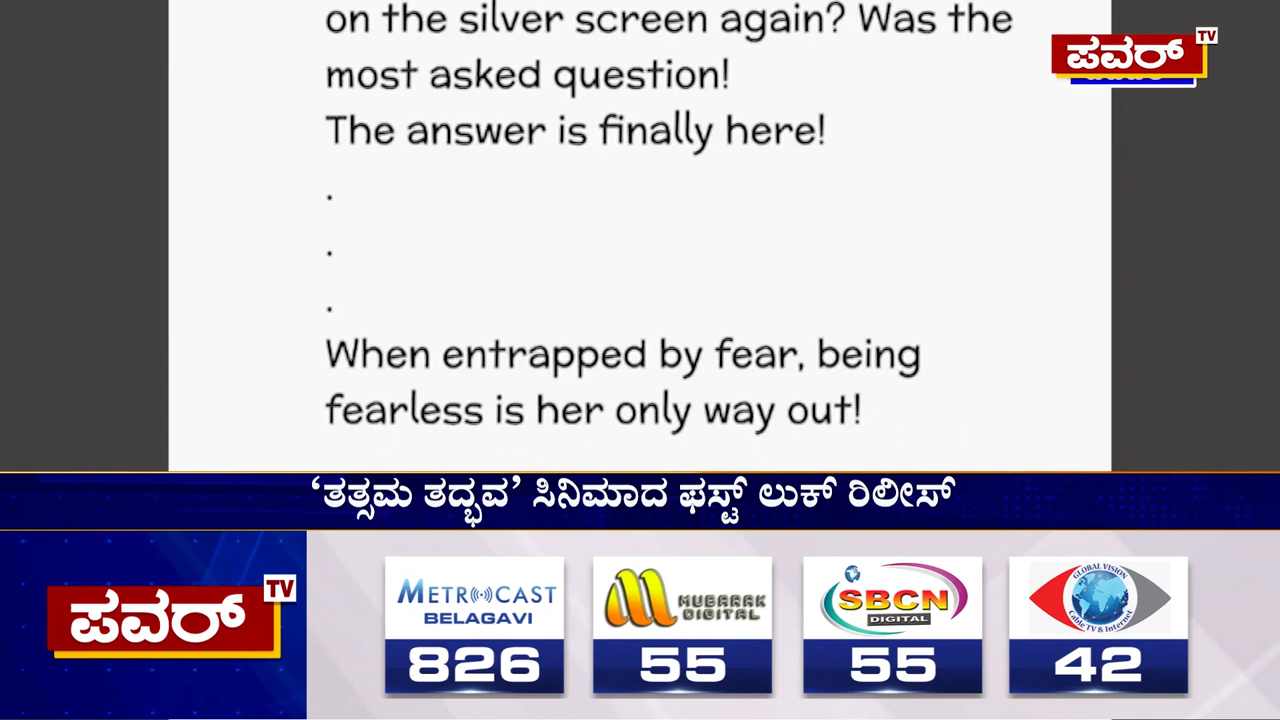 on the silver screen again? Was the
most asked question!
The answer is finally here!
.
.
.
When entrapped by fear, being
fearless is her only way out!
ಪವರ್ TV
‘ತತ್ಸಮ ತದ್ಭವ’ ಸಿನಿಮಾದ ಫಸ್ಟ್ ಲುಕ್ ರಿಲೀಸ್
ಪವರ್ TV
METROCAST
BELAGAVI
826
MUBARAK
DIGITAL
55
SBCN
DIGITAL
55
GLOBAL VISION
Cable TV & Internet
42